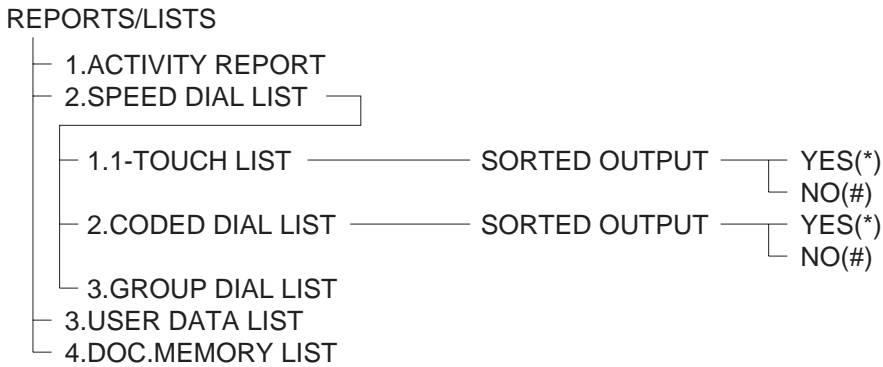 REPORTS/LISTS
1.ACTIVITY REPORT
2.SPEED DIAL LIST
1.1-TOUCH LIST SORTED OUTPUT YES(*)
NO(#)
2.CODED DIAL LIST SORTED OUTPUT YES(*)
NO(#)
3.GROUP DIAL LIST
3.USER DATA LIST
4.DOC.MEMORY LIST